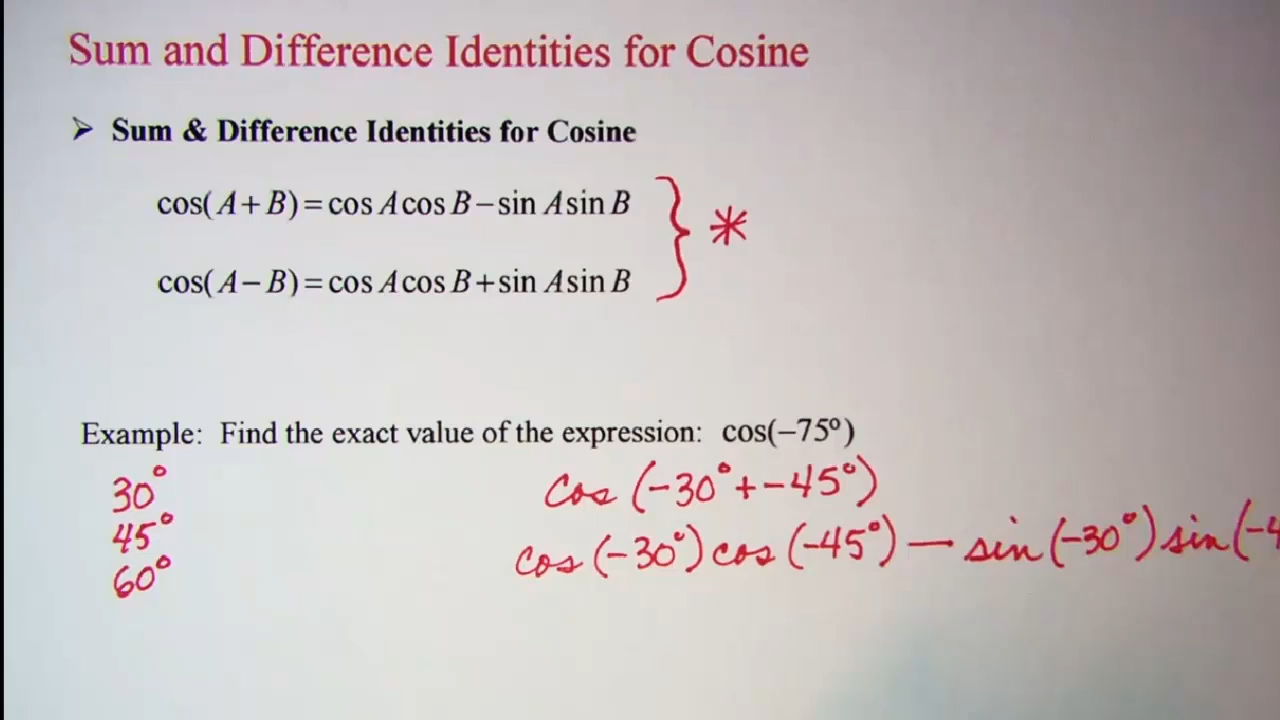 Sum and Difference Identities for Cosine
➢ Sum & Difference Identities for Cosine
cos(A+B)=cos A cos B−sin A sin B
cos(A−B)=cos A cos B+sin A sin B
} *
Example: Find the exact value of the expression: cos(−75°)
30°
45°
60°
cos(-30°+-45°)
cos(-30°)cos(-45°) — sin(-30°)sin(-4